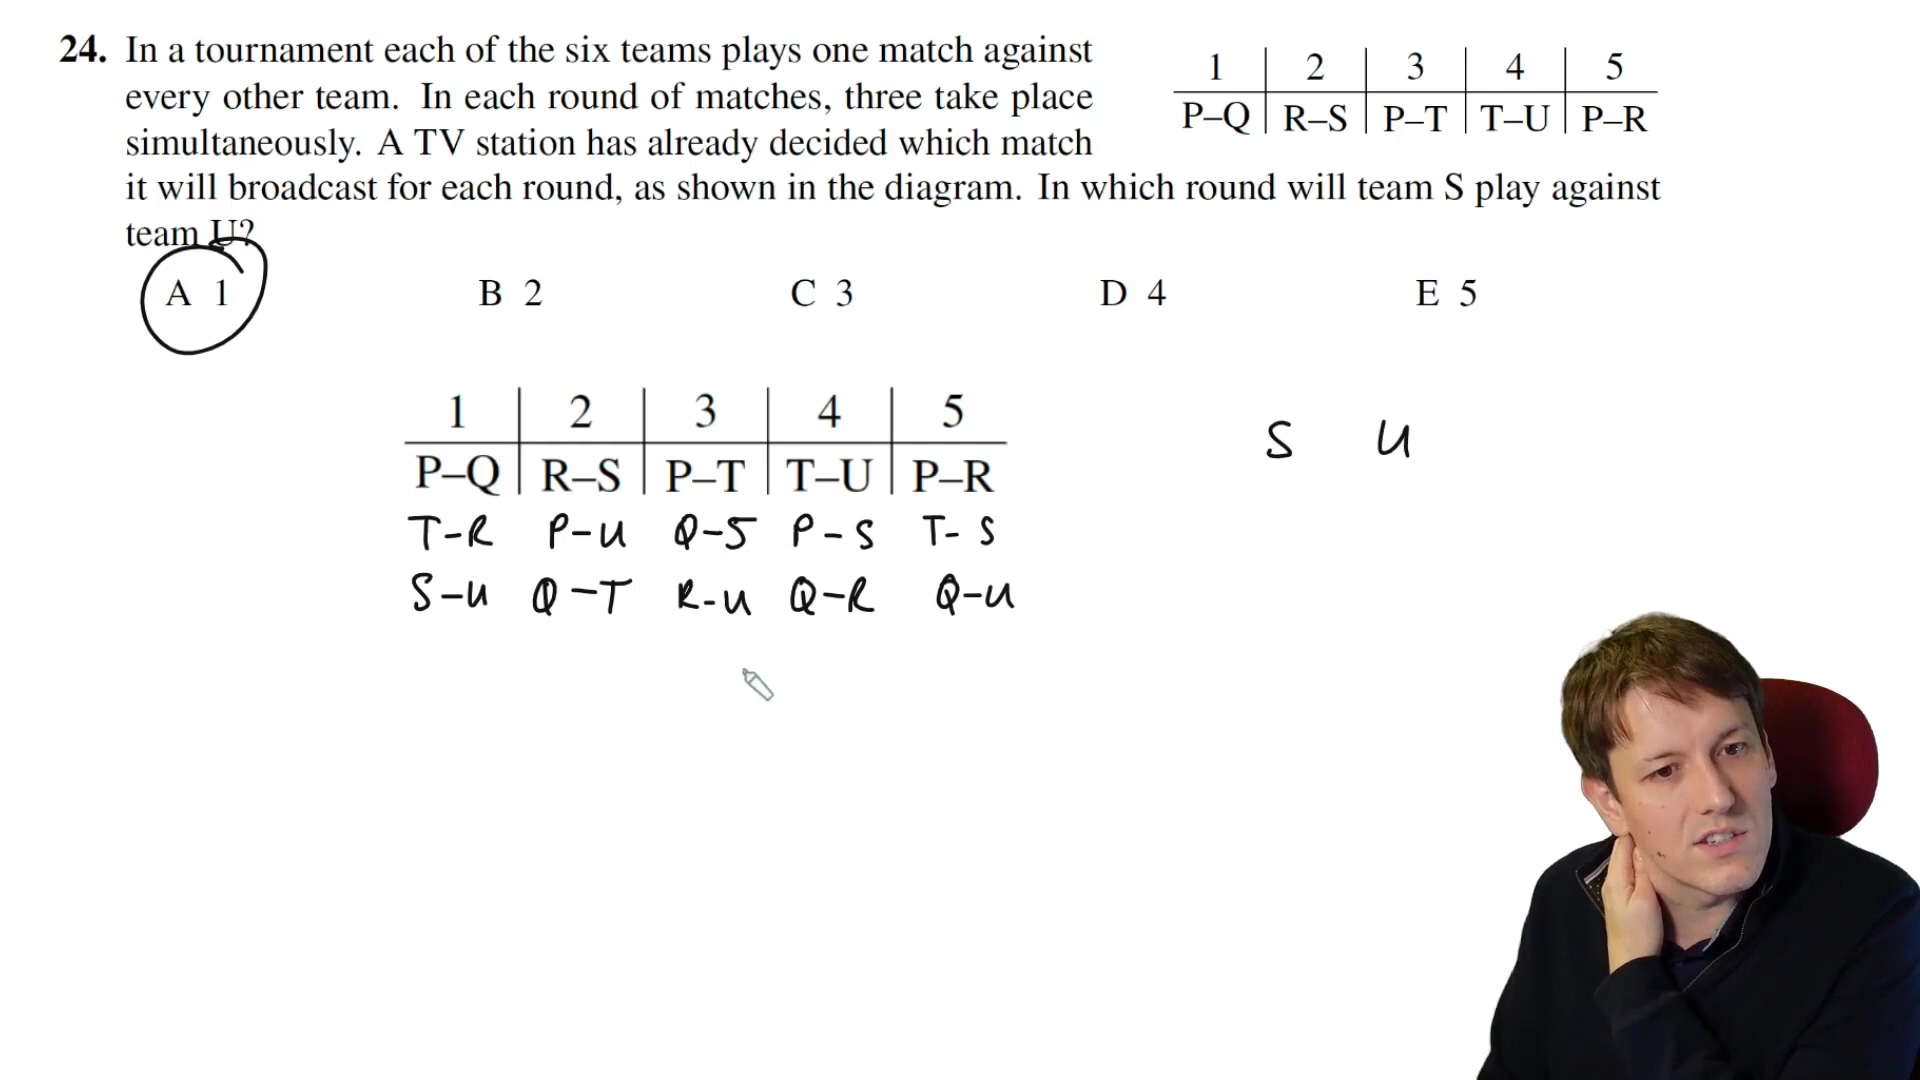 24. In a tournament each of the six teams plays one match against
every other team. In each round of matches, three take place
simultaneously. A TV station has already decided which match
it will broadcast for each round, as shown in the diagram. In which round will team S play against
team U?
1 2 3 4 5
P–Q R–S P–T T–U P–R
A 1 B 2 C 3 D 4 E 5
1 2 3 4 5
P–Q R–S P–T T–U P–R
T-R P-U Q-S P-S T-S
S-U Q-T R-U Q-R Q-U
S U